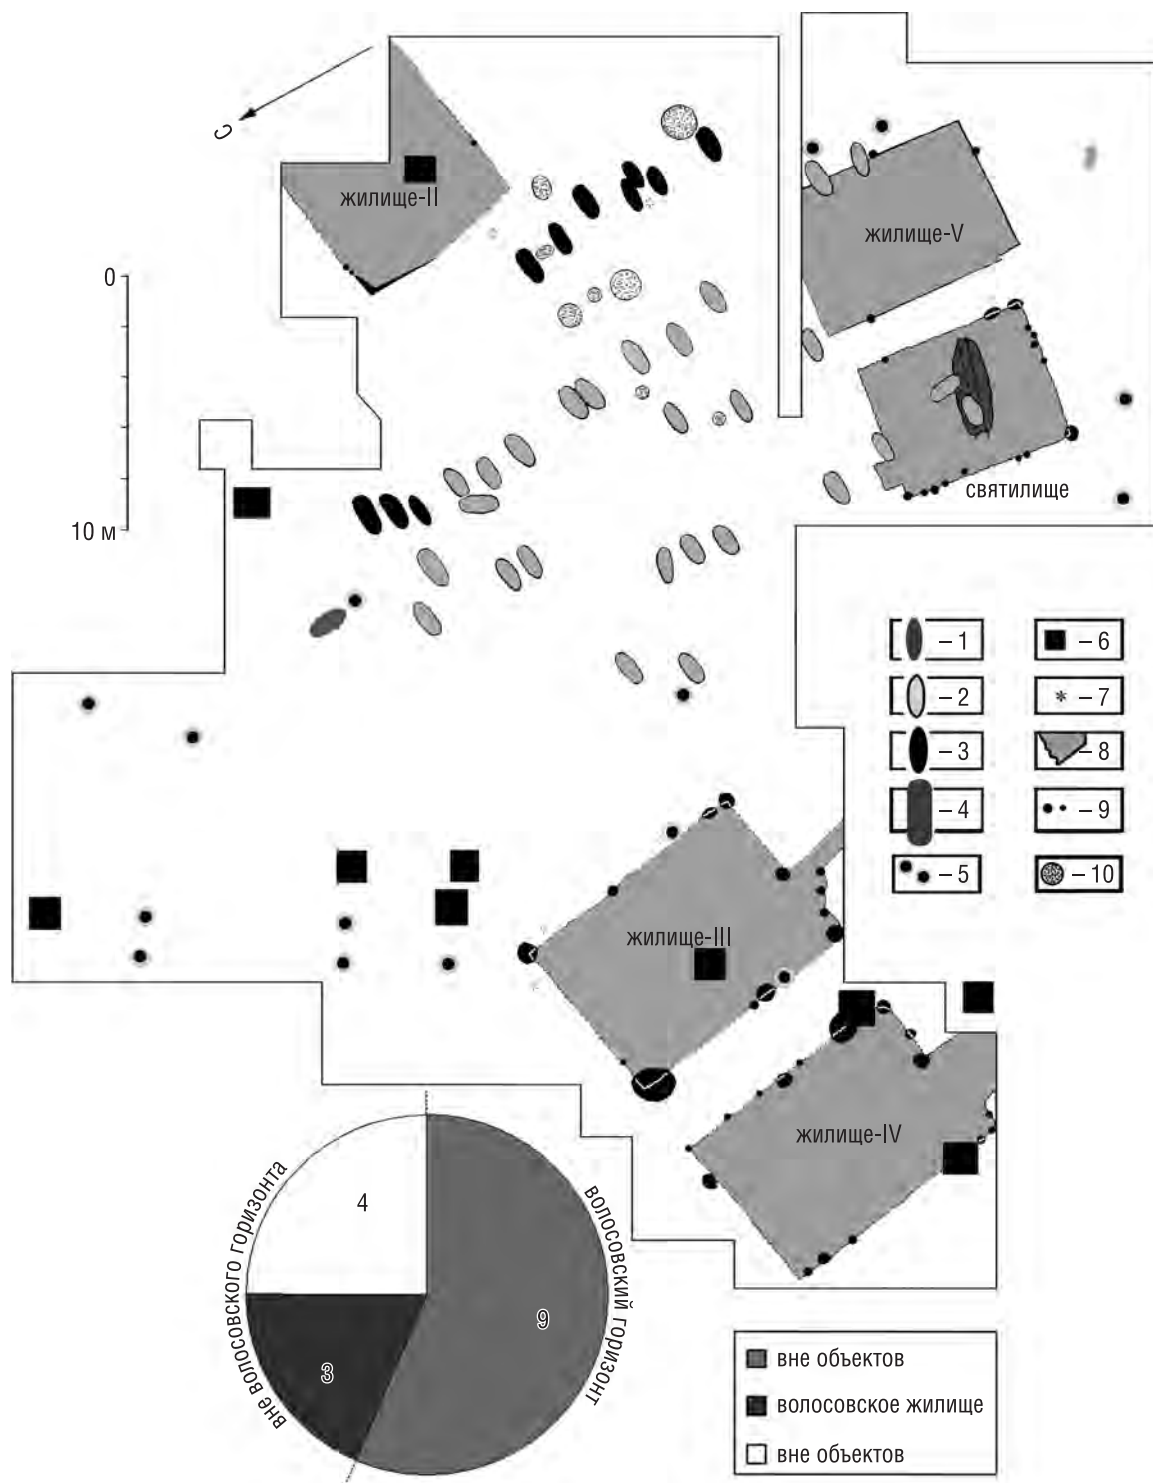 С
жилище-II
жилище-V
0
святилище
10 м
– 1
– 6
– 2
– 7
– 3
– 8
– 4
– 9
– 5
– 10
жилище-III
жилище-IV
вне волосовского горизонта
волосовский горизонт
4
9
3
вне объектов
волосовское жилище
вне объектов